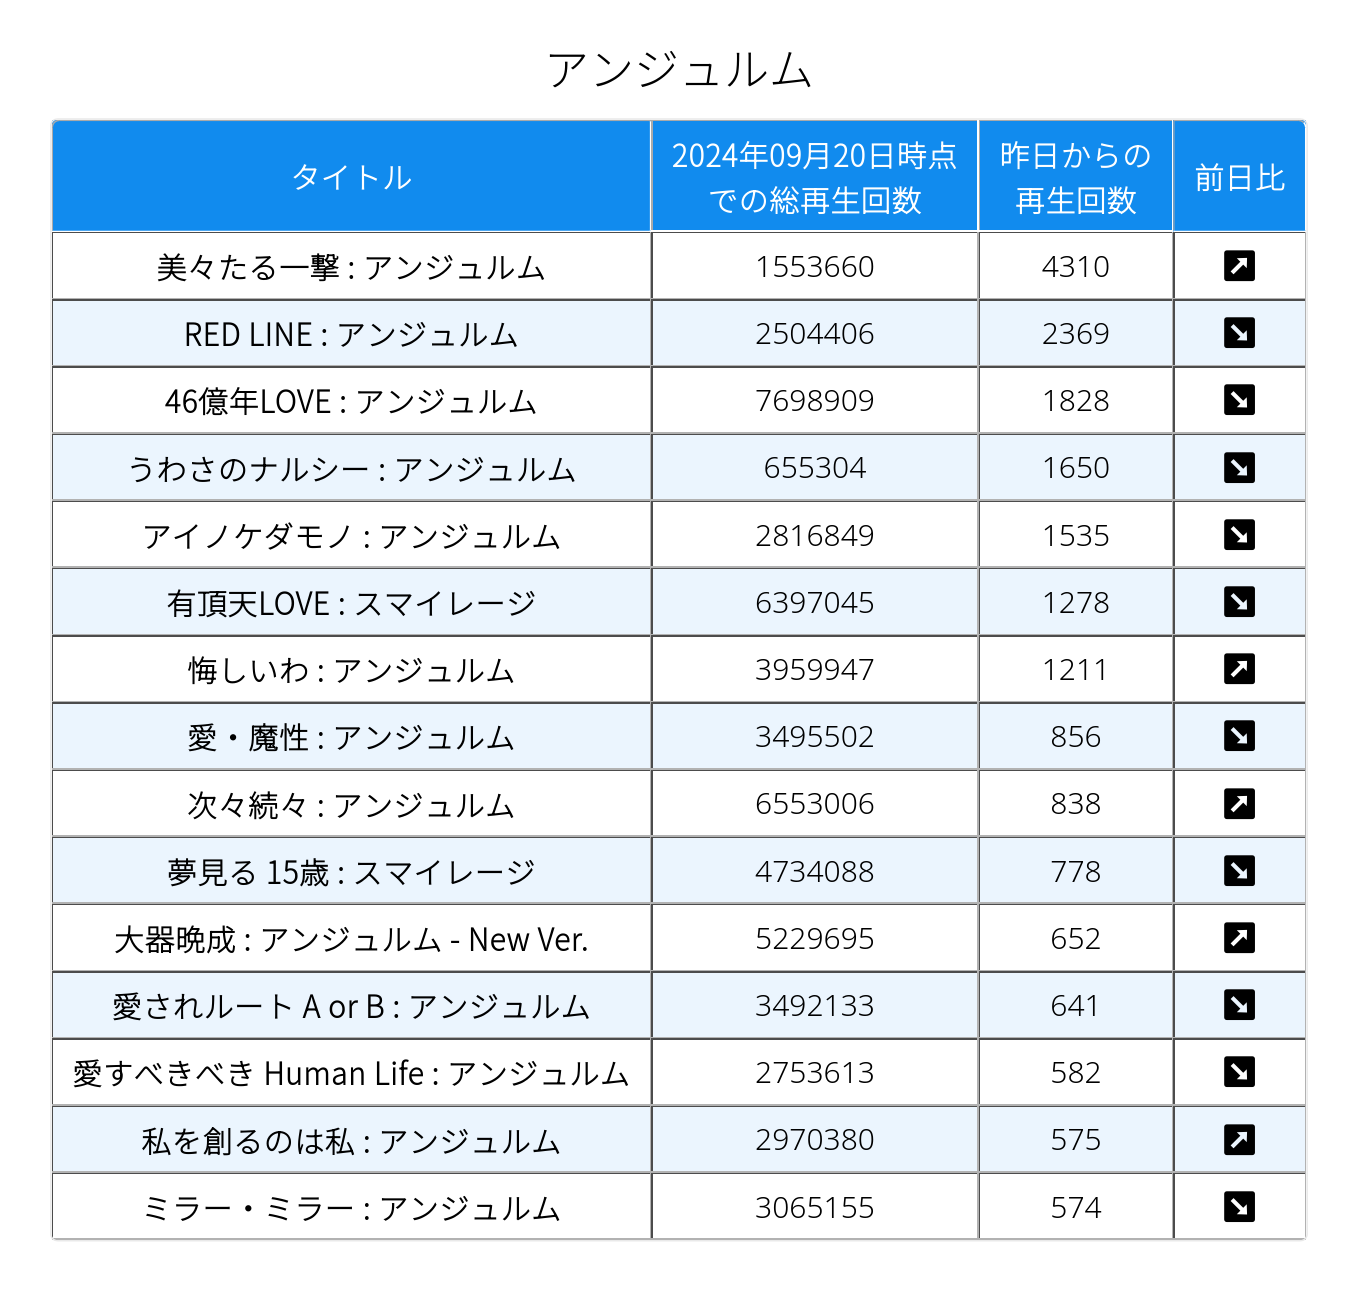 アンジュルム
タイトル 2024年09月20日時点での総再生回数 昨日からの再生回数 前日比
美々たる一撃 : アンジュルム 1553660 4310 ↗
RED LINE : アンジュルム 2504406 2369 ↘
46億年LOVE : アンジュルム 7698909 1828 ↘
うわさのナルシー : アンジュルム 655304 1650 ↘
アイノケダモノ : アンジュルム 2816849 1535 ↘
有頂天LOVE : スマイレージ 6397045 1278 ↘
悔しいわ : アンジュルム 3959947 1211 ↗
愛・魔性 : アンジュルム 3495502 856 ↘
次々続々 : アンジュルム 6553006 838 ↗
夢見る 15歳 : スマイレージ 4734088 778 ↘
大器晩成 : アンジュルム - New Ver. 5229695 652 ↗
愛されルート A or B : アンジュルム 3492133 641 ↘
愛すべきべき Human Life : アンジュルム 2753613 582 ↘
私を創るのは私 : アンジュルム 2970380 575 ↗
ミラー・ミラー : アンジュルム 3065155 574 ↘